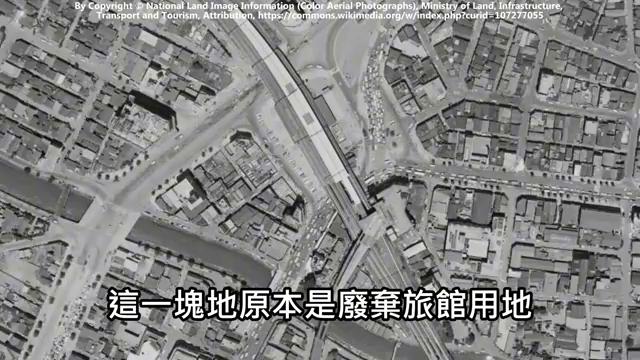 By Copyright © National Land Image Information (Color Aerial Photographs), Ministry of Land, Infrastructure,
Transport and Tourism, Attribution, https://commons.wikimedia.org/w/index.php?curid=107277055
這一塊地原本是廢棄旅館用地